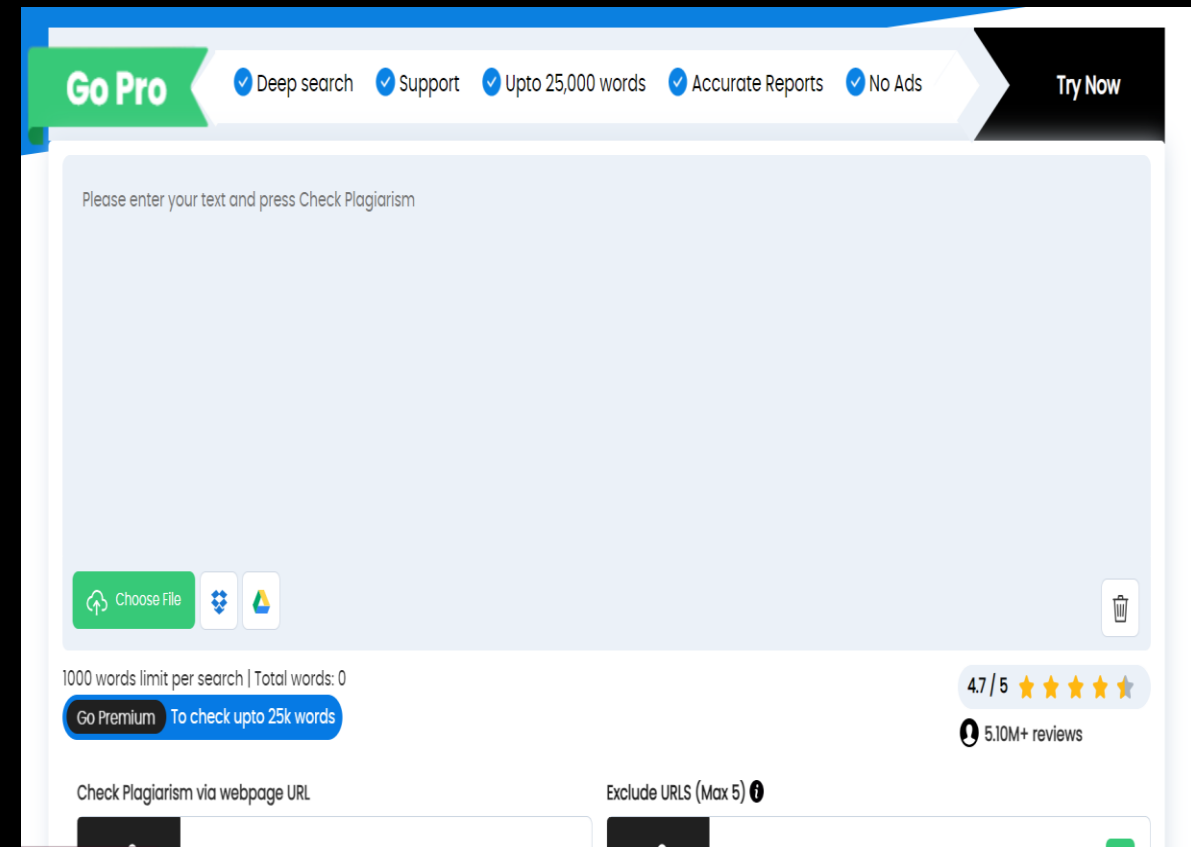 Go Pro Deep search Support Upto 25,000 words Accurate Reports No Ads Try Now
Please enter your text and press Check Plagiarism
Choose File
1000 words limit per search | Total words: 0
4.7 / 5
Go Premium To check upto 25k words
5.10M+ reviews
Check Plagiarism via webpage URL
Exclude URLS (Max 5)